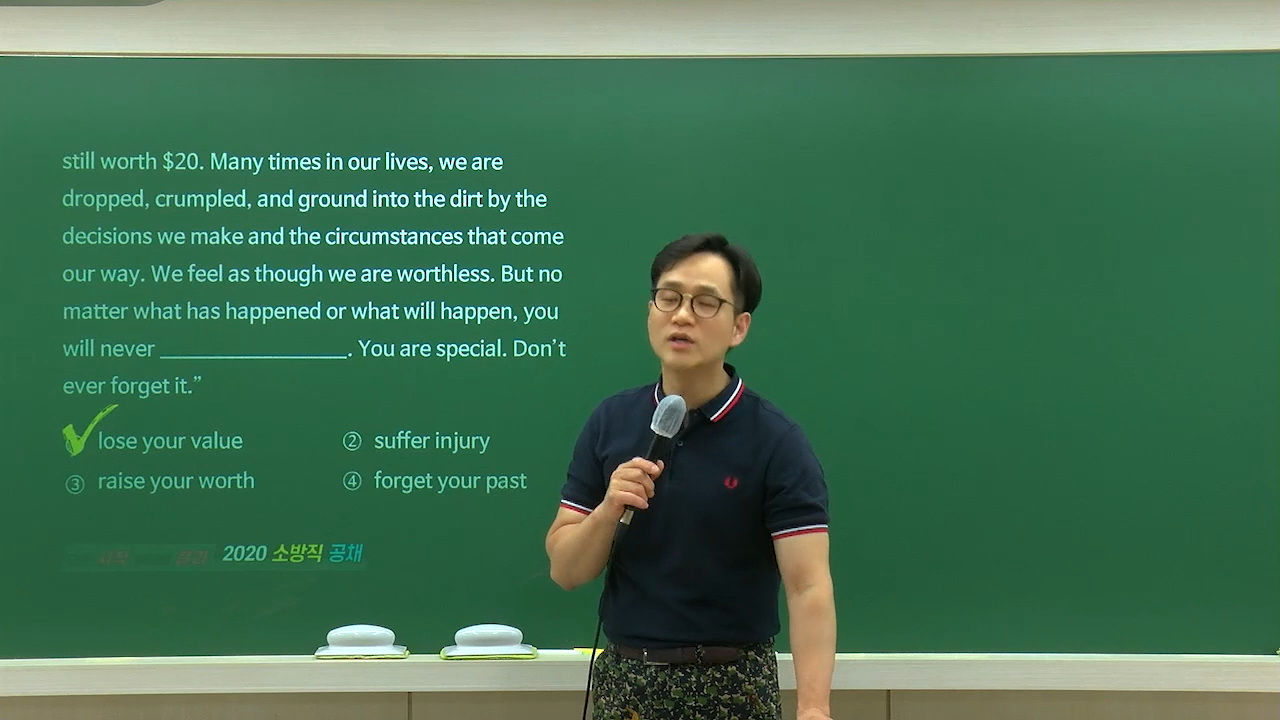 still worth $20. Many times in our lives, we are
dropped, crumpled, and ground into the dirt by the
decisions we make and the circumstances that come
our way. We feel as though we are worthless. But no
matter what has happened or what will happen, you
will never _________________. You are special. Don't
ever forget it.”
lose your value ② suffer injury
③ raise your worth ④ forget your past
2020 소방직 공채